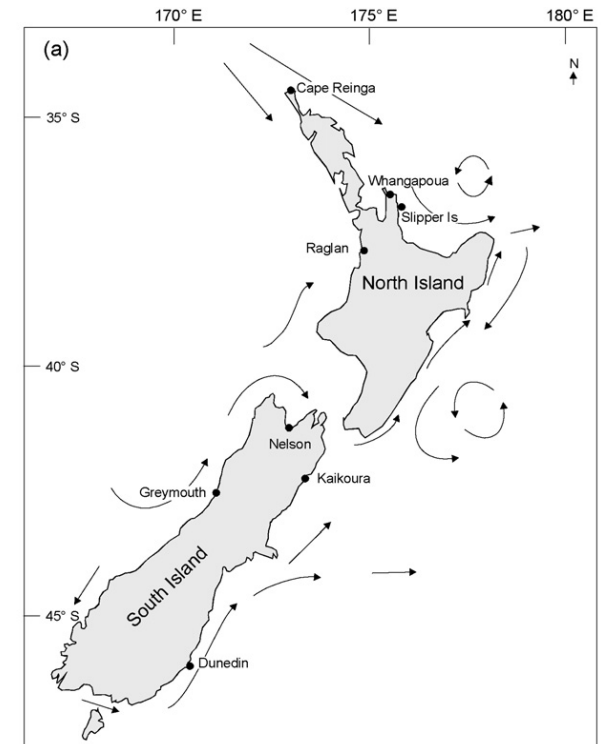 170° E
175° E
180° E
(a)
N
Cape Reinga
35° S
Whangapoua
Slipper Is
Raglan
North Island
40° S
Nelson
Kaikoura
Greymouth
South Island
45° S
Dunedin